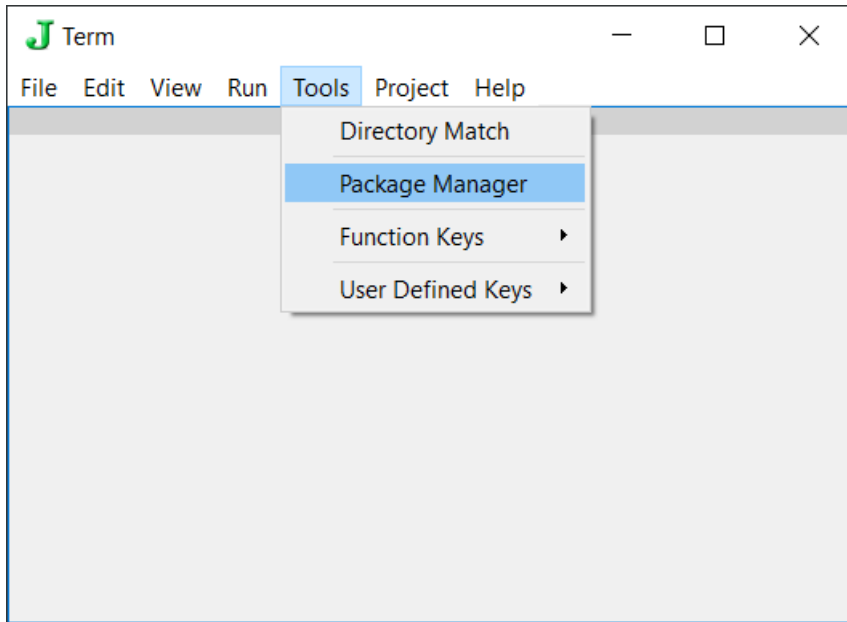 J Term
File Edit View Run Tools Project Help
Directory Match
Package Manager
Function Keys
User Defined Keys